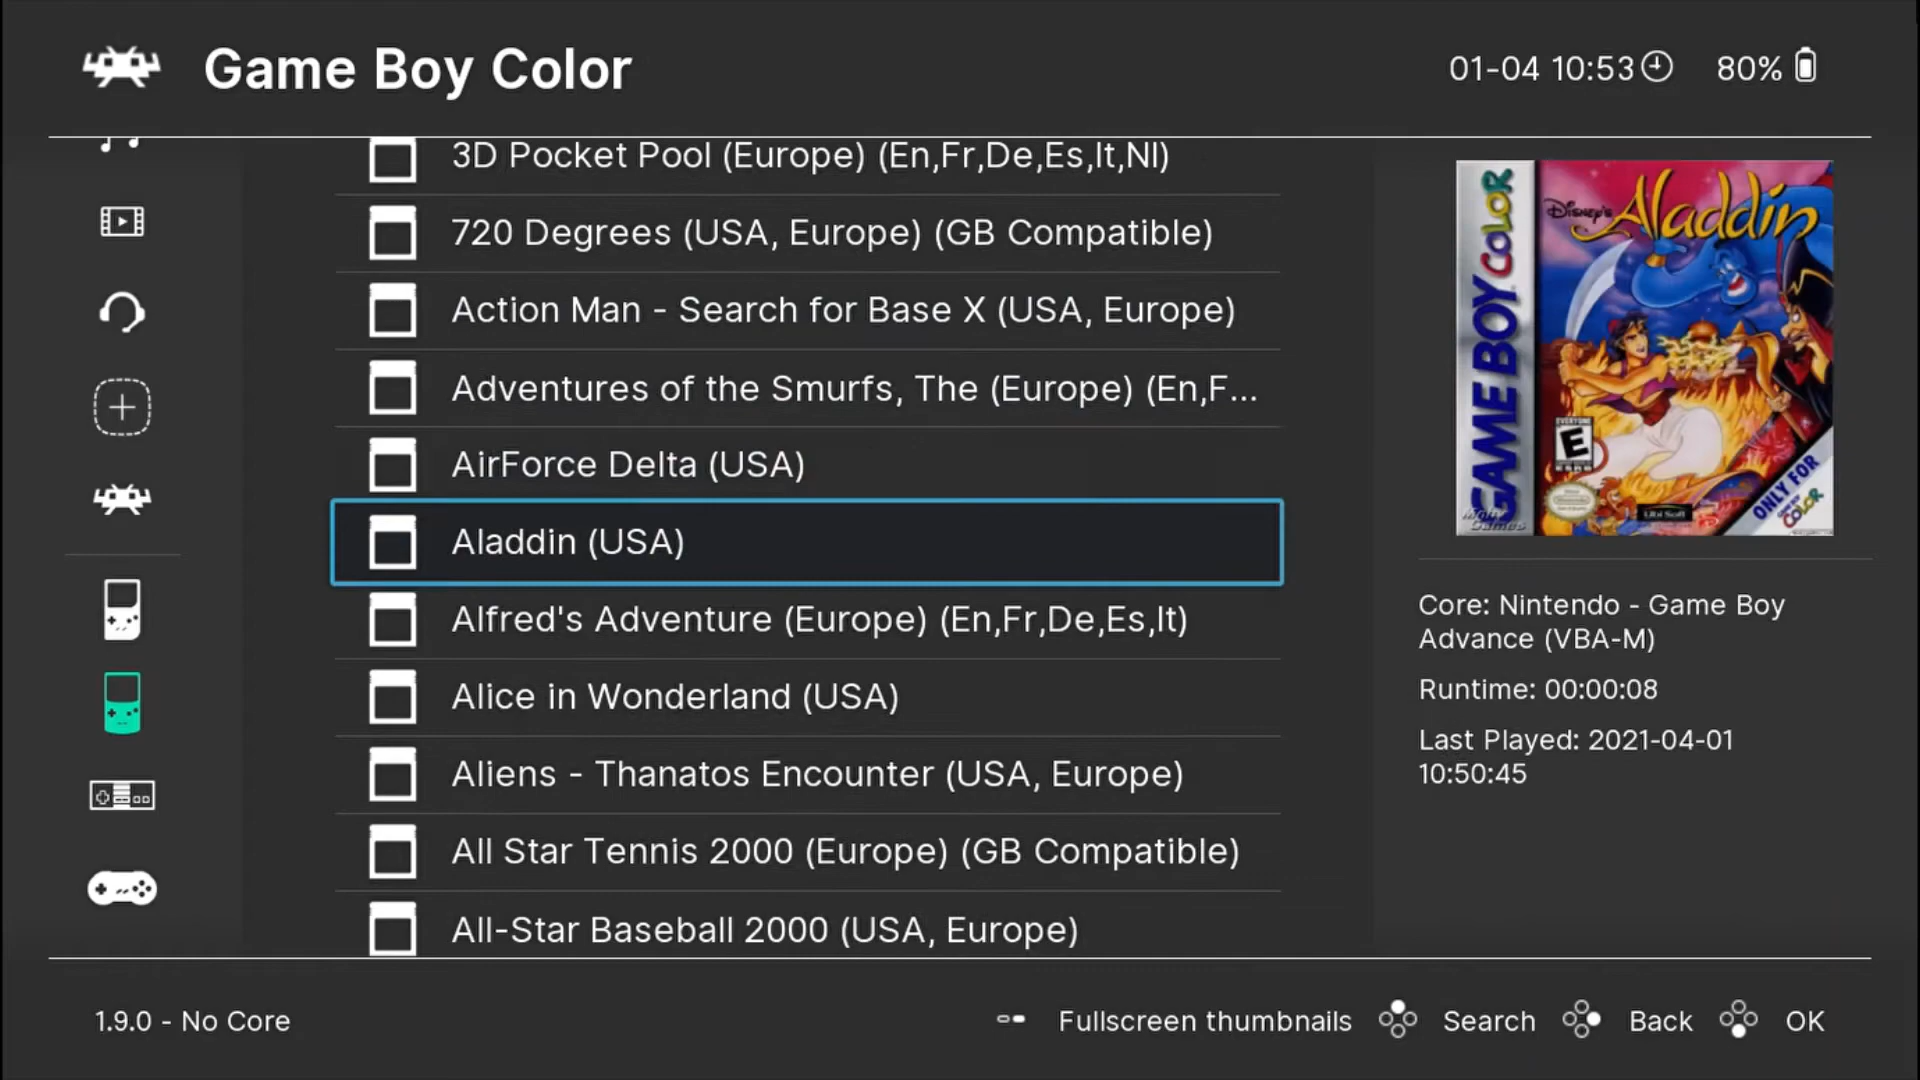 Game Boy Color
01-04 10:53
80%
3D Pocket Pool (Europe) (En,Fr,De,Es,It,Nl)
720 Degrees (USA, Europe) (GB Compatible)
Action Man - Search for Base X (USA, Europe)
Adventures of the Smurfs, The (Europe) (En,F...
AirForce Delta (USA)
Aladdin (USA)
Alfred's Adventure (Europe) (En,Fr,De,Es,It)
Alice in Wonderland (USA)
Aliens - Thanatos Encounter (USA, Europe)
All Star Tennis 2000 (Europe) (GB Compatible)
All-Star Baseball 2000 (USA, Europe)
GAME BOY COLOR
Disney's
Aladdin
EVERYONE
E
Ubi Soft
ONLY FOR
COLOR
Core: Nintendo - Game Boy
Advance (VBA-M)
Runtime: 00:00:08
Last Played: 2021-04-01
10:50:45
1.9.0 - No Core
Fullscreen thumbnails
Search
Back
OK